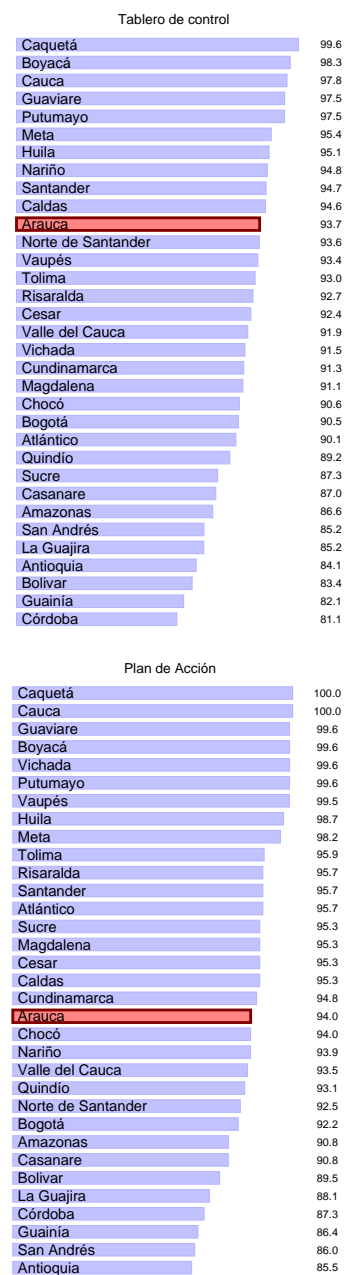 Tablero de control
Caquetá 99.6
Boyacá 98.3
Cauca 97.8
Guaviare 97.5
Putumayo 97.5
Meta 95.4
Huila 95.1
Nariño 94.8
Santander 94.7
Caldas 94.6
Arauca 93.7
Norte de Santander 93.6
Vaupés 93.4
Tolima 93.0
Risaralda 92.7
Cesar 92.4
Valle del Cauca 91.9
Vichada 91.5
Cundinamarca 91.3
Magdalena 91.1
Chocó 90.6
Bogotá 90.5
Atlántico 90.1
Quindío 89.2
Sucre 87.3
Casanare 87.0
Amazonas 86.6
San Andrés 85.2
La Guajira 85.2
Antioquia 84.1
Bolivar 83.4
Guainía 82.1
Córdoba 81.1
Plan de Acción
Caquetá 100.0
Cauca 100.0
Guaviare 99.6
Boyacá 99.6
Vichada 99.6
Putumayo 99.6
Vaupés 99.5
Huila 98.7
Meta 98.2
Tolima 95.9
Risaralda 95.7
Santander 95.7
Atlántico 95.7
Sucre 95.3
Magdalena 95.3
Cesar 95.3
Caldas 95.3
Cundinamarca 94.8
Arauca 94.0
Chocó 94.0
Nariño 93.9
Valle del Cauca 93.5
Quindío 93.1
Norte de Santander 92.5
Bogotá 92.2
Amazonas 90.8
Casanare 90.8
Bolivar 89.5
La Guajira 88.1
Córdoba 87.3
Guainía 86.4
San Andrés 86.0
Antioquia 85.5